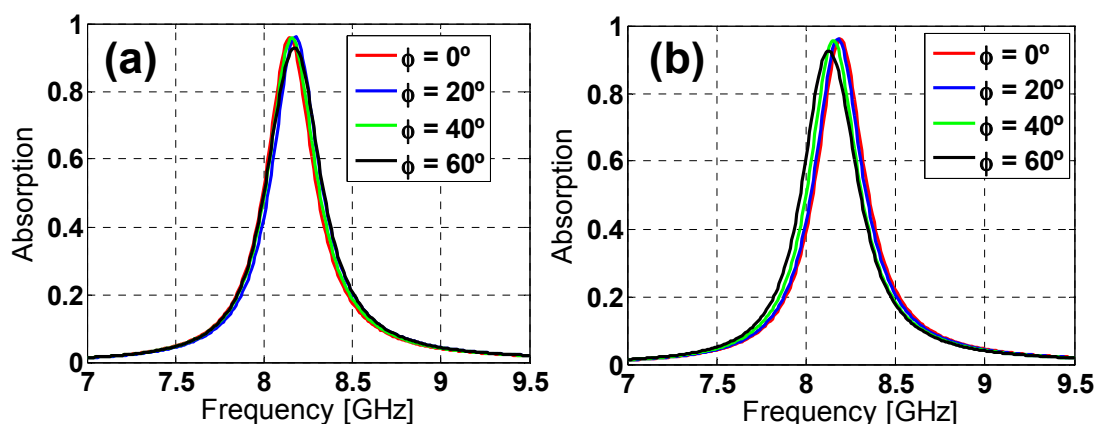 (a)
ϕ = 0º
ϕ = 20º
ϕ = 40º
ϕ = 60º
1
0.8
0.6
0.4
0.2
0
Absorption
7 7.5 8 8.5 9 9.5
Frequency [GHz]
(b)
ϕ = 0º
ϕ = 20º
ϕ = 40º
ϕ = 60º
1
0.8
0.6
0.4
0.2
0
Absorption
7 7.5 8 8.5 9 9.5
Frequency [GHz]